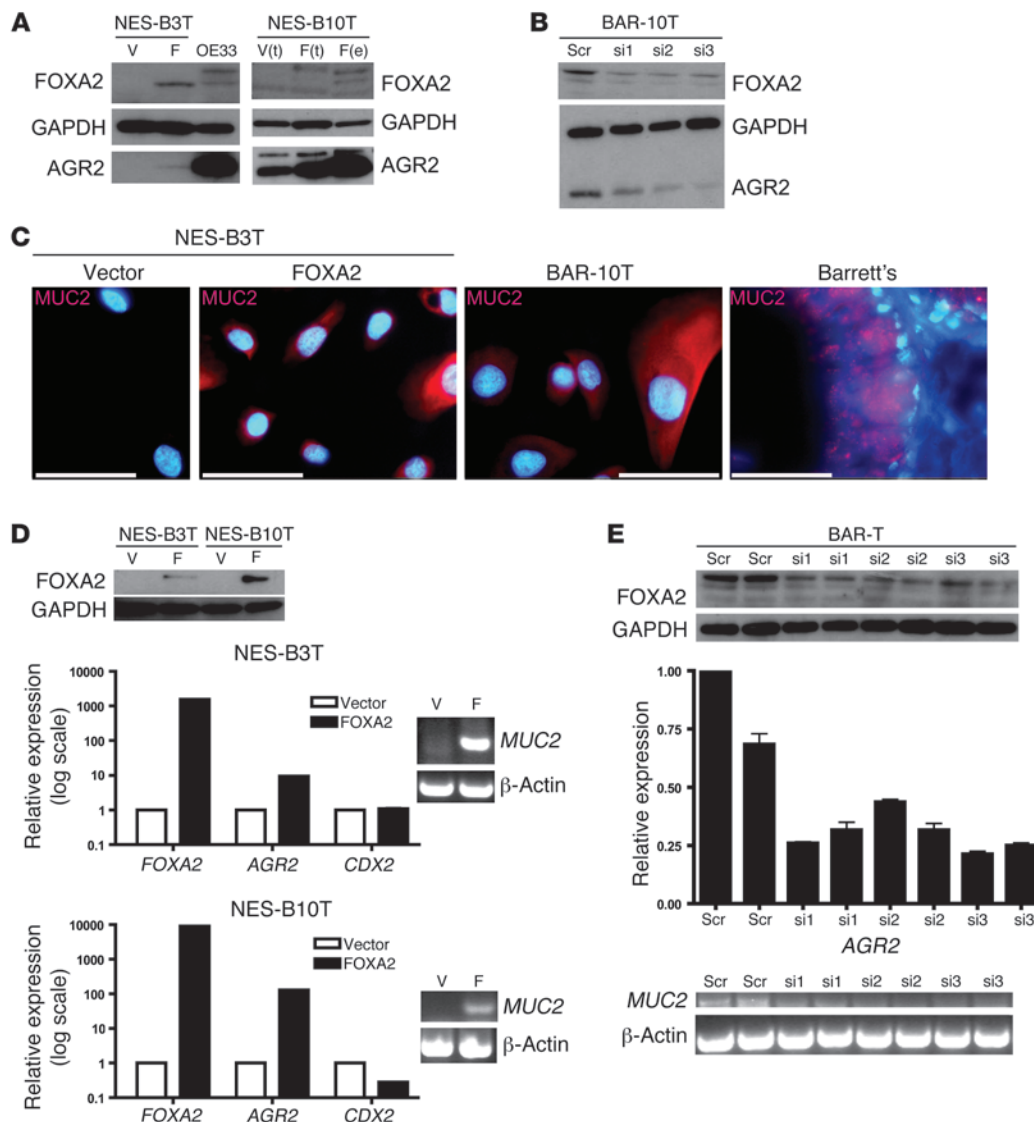 A
NES-B3T
V F OE33
FOXA2
GAPDH
AGR2
NES-B10T
V(t) F(t) F(e)
FOXA2
GAPDH
AGR2
B
BAR-10T
Scr si1 si2 si3
FOXA2
GAPDH
AGR2
C
NES-B3T
Vector FOXA2 BAR-10T Barrett's
MUC2 MUC2 MUC2 MUC2
D
NES-B3T NES-B10T
V F V F
FOXA2
GAPDH
NES-B3T
Relative expression
(log scale)
10000
1000
100
10
1
0.1
Vector
FOXA2
FOXA2 AGR2 CDX2
V F
MUC2
β-Actin
NES-B10T
Relative expression
(log scale)
10000
1000
100
10
1
0.1
Vector
FOXA2
FOXA2 AGR2 CDX2
V F
MUC2
β-Actin
E
BAR-T
Scr Scr si1 si1 si2 si2 si3 si3
FOXA2
GAPDH
Relative expression
1.00
0.75
0.50
0.25
0.00
Scr Scr si1 si1 si2 si2 si3 si3
AGR2
Scr Scr si1 si1 si2 si2 si3 si3
MUC2
β-Actin